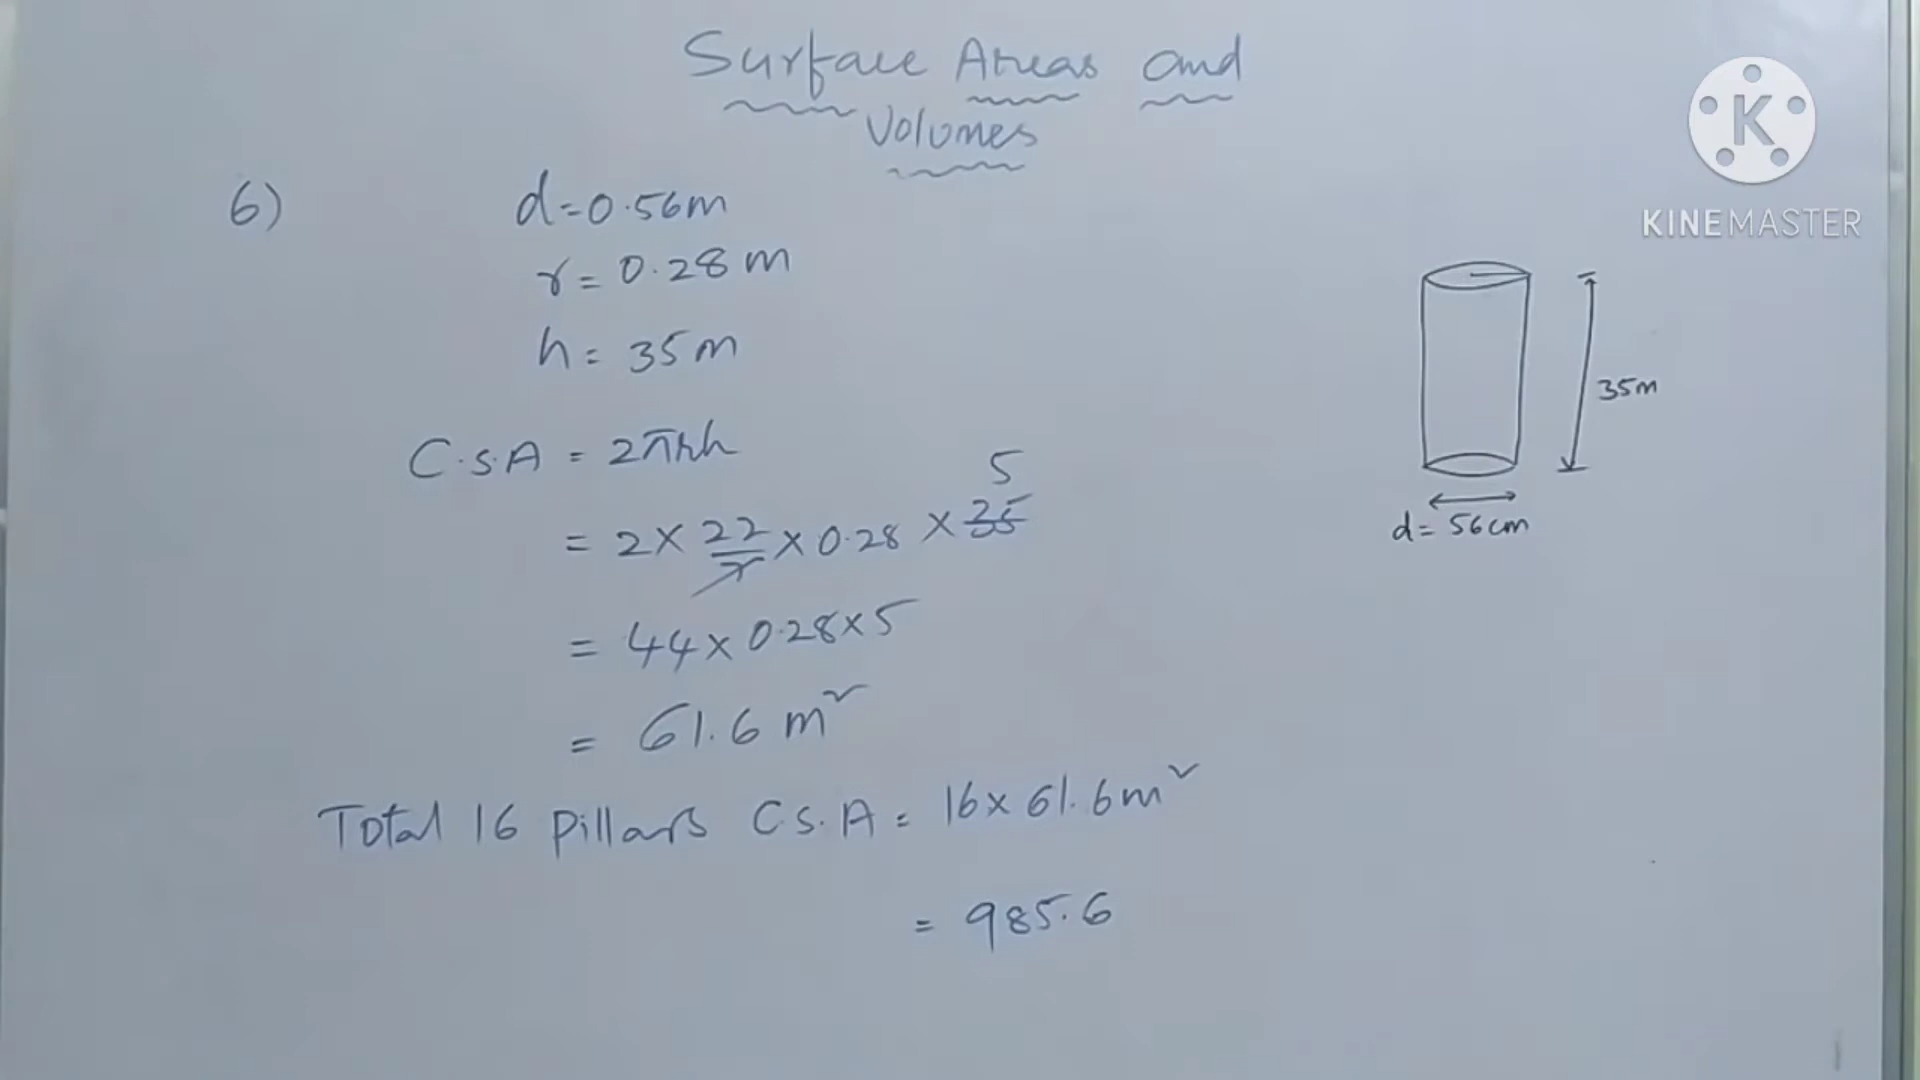 Surface Areas and
Volumes
6)
d=0.56m
r=0.28m
h=35m
C.S.A = 2πrh
= 2×22/7×0.28×35
5
= 44×0.28×5
= 61.6 m²
Total 16 Pillars C.S.A = 16×61.6m²
= 985.6
35m
d=56cm
K
KINEMASTER